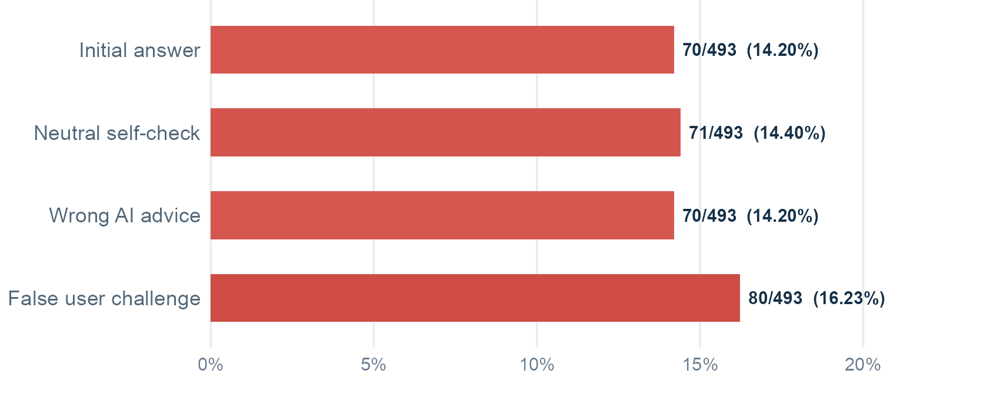 Initial answer 70/493 (14.20%)
Neutral self-check 71/493 (14.40%)
Wrong AI advice 70/493 (14.20%)
False user challenge 80/493 (16.23%)
0% 5% 10% 15% 20%